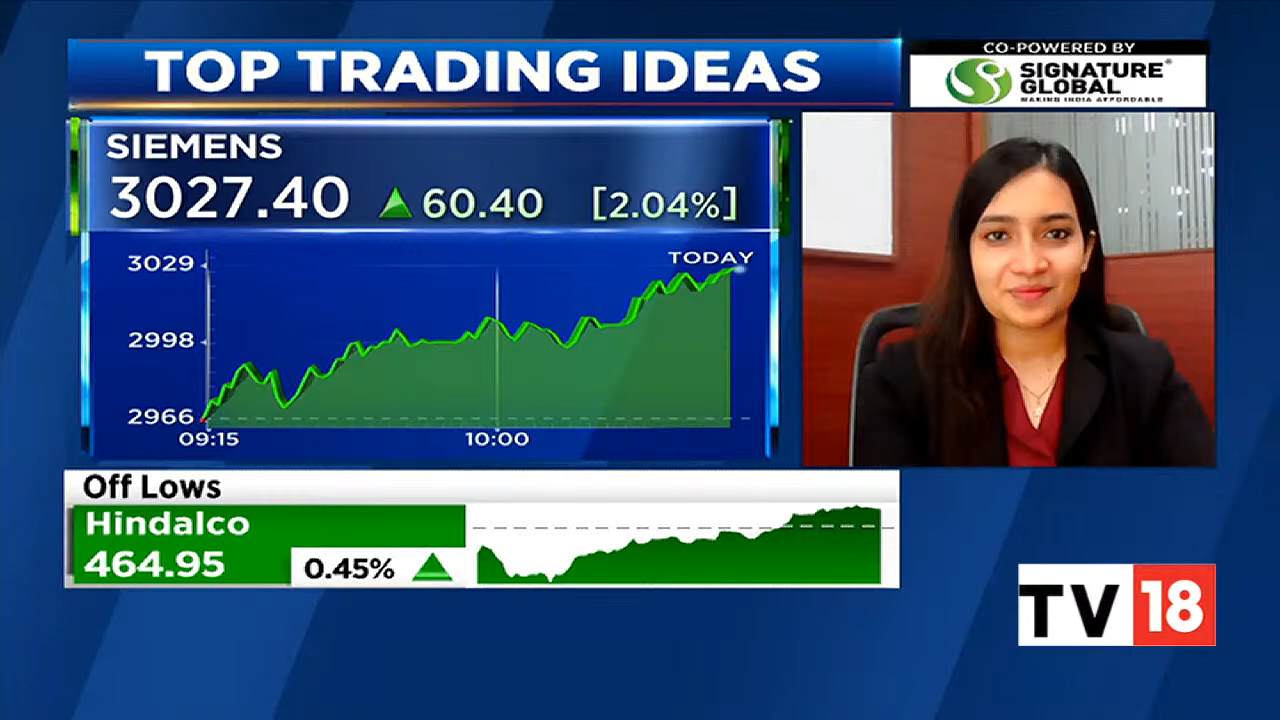 TOP TRADING IDEAS
CO-POWERED BY
SIGNATURE
GLOBAL
MAKING INDIA AFFORDABLE
SIEMENS
3027.40 60.40 [2.04%]
TODAY
3029
2998
2966
09:15 10:00
Off Lows
Hindalco
464.95 0.45%
TV18